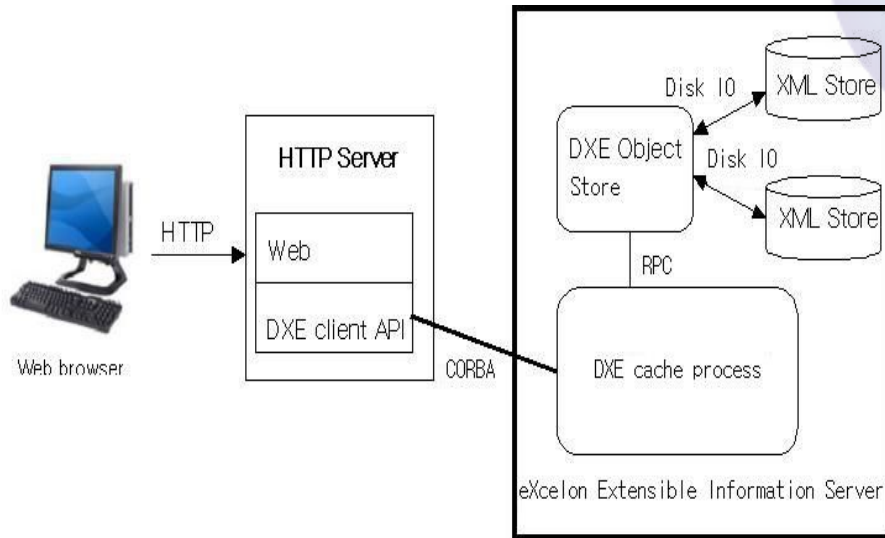 Web browser
HTTP
HTTP Server
Web
DXE client API
CORBA
Disk IO
XML Store
DXE Object
Store
Disk IO
XML Store
RPC
DXE cache process
eXcelon Extensible Information Server